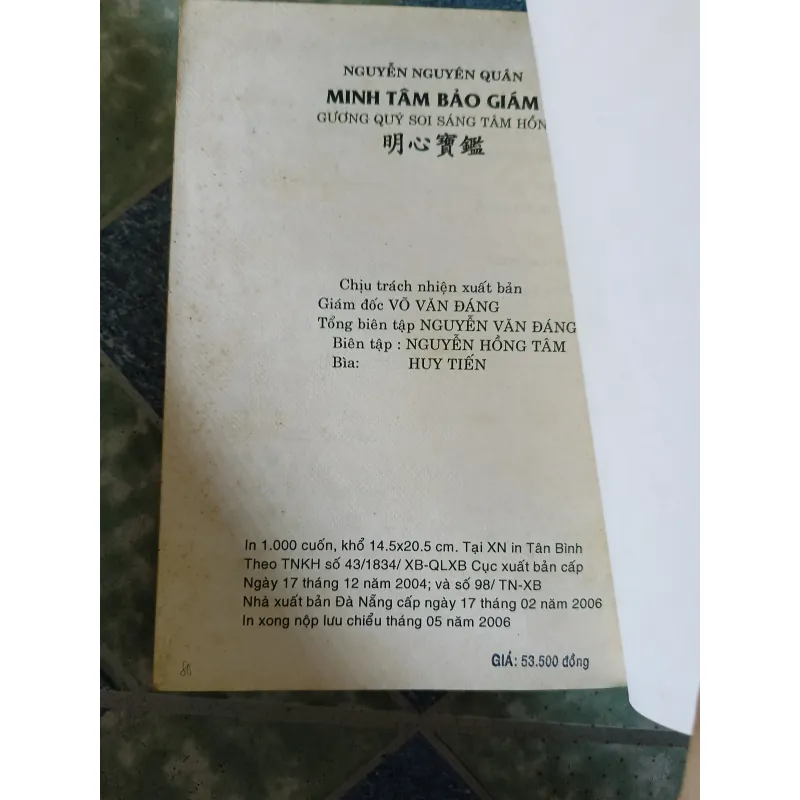 NGUYỄN NGUYÊN QUÂN
MINH TÂM BẢO GIÁM
GƯƠNG QUÝ SOI SÁNG TÂM HỒN
明心寶鑑
Chịu trách nhiện xuất bản
Giám đốc VÕ VĂN ĐÁNG
Tổng biên tập NGUYỄN VĂN ĐÁNG
Biên tập : NGUYỄN HỒNG TÂM
Bìa: HUY TIẾN
In 1.000 cuốn, khổ 14.5x20.5 cm. Tại XN in Tân Bình
Theo TNKH số 43/1834/ XB-QLXB Cục xuất bản cấp
Ngày 17 tháng 12 năm 2004; và số 98/ TN-XB
Nhà xuất bản Đà Nẵng cấp ngày 17 tháng 02 năm 2006
In xong nộp lưu chiểu tháng 05 năm 2006
GIÁ: 53.500 đồng